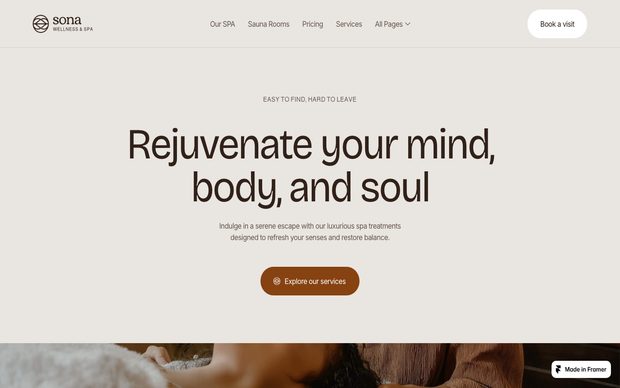 sona
WELLNESS & SPA
Our SPA
Sauna Rooms
Pricing
Services
All Pages
Book a visit
EASY TO FIND, HARD TO LEAVE
Rejuvenate your mind,
body, and soul
Indulge in a serene escape with our luxurious spa treatments
designed to refresh your senses and restore balance.
Explore our services
Made in Framer